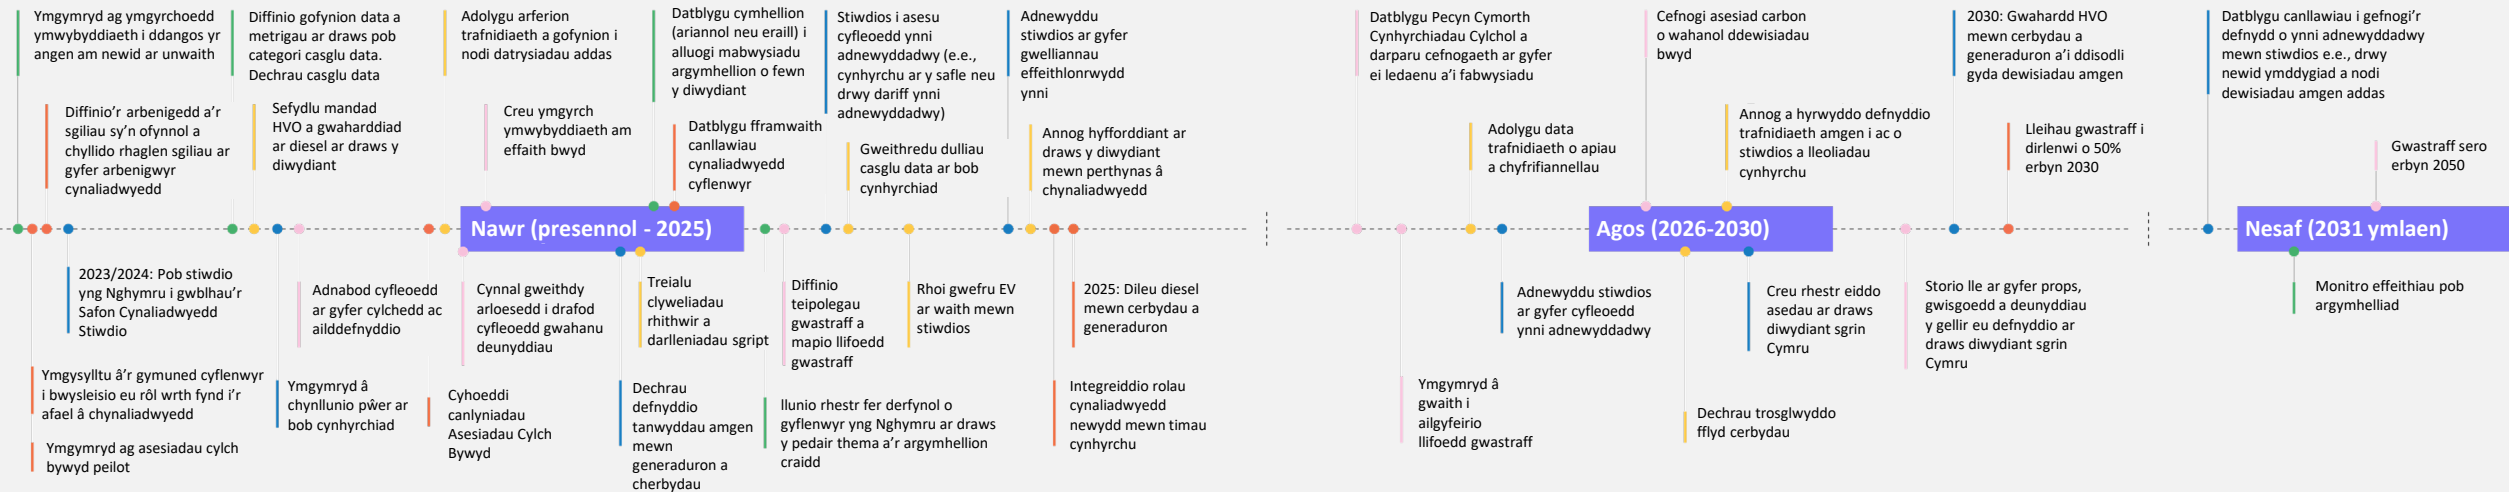 Ymgymryd ag ymgyrchoedd
ymwybyddiaeth i ddangos yr
angen am newid ar unwaith
Diffinio'r arbenigedd a'r
sgiliau sy'n ofynnol a
chyllido rhaglen sgiliau ar
gyfer arbenigwyr
cynaliadwyedd
Diffinio gofynion data a
metrigau ar draws pob
categori casglu data.
Dechrau casglu data
Sefydlu mandad
HVO a gwaharddiad
ar diesel ar draws y
diwydiant
Adolygu arferion
trafnidiaeth a gofynion i
nodi datrysiadau addas
Creu ymgyrch
ymwybyddiaeth am
effaith bwyd
Datblygu cymhellion
(ariannol neu eraill) i
alluogi mabwysiadu
argymhellion o fewn
y diwydiant
Datblygu fframwaith
canllawiau
cynaliadwyedd
cyflenwyr
Stiwdios i asesu
cyfleoedd ynni
adnewyddadwy (e.e.,
cynhyrchu ar y safle neu
drwy dariff ynni
adnewyddadwy)
Gweithredu dulliau
casglu data ar bob
cynhyrchiad
Adnewyddu
stiwdios ar gyfer
gwelliannau
effeithlonrwydd
ynni
Annog hyfforddiant ar
draws y diwydiant
mewn perthynas â
chynaliadwyedd
Nawr (presennol - 2025)
2023/2024: Pob stiwdio
yng Nghymru i gwblhau'r
Safon Cynaliadwyedd
Stiwdio
Ymgysylltu â'r gymuned cyflenwyr
i bwysleisio eu rôl wrth fynd i'r
afael â chynaliadwyedd
Ymgymryd ag asesiadau cylch
bywyd peilot
Adnabod cyfleoedd
ar gyfer cylchedd ac
ailddefnyddio
Ymgymryd â
chynllunio pŵer ar
bob cynhyrchiad
Cynnal gweithdy
arloesedd i drafod
cyfleoedd gwahanu
deunyddiau
Cyhoeddi
canlyniadau
Asesiadau Cylch
Bywyd
Treialu
clyweliadau
rhithwir a
darlleniadau sgript
Dechrau
defnyddio
tanwyddau amgen
mewn
generaduron a
cherbydau
Diffinio
teipolegau
gwastraff a
mapio llifoedd
gwastraff
llunio rhestr fer derfynol o
gyflenwyr yng Nghymru ar draws
y pedair thema a'r argymhellion
craidd
Rhoi gwefru EV
ar waith mewn
stiwdios
2025: Dileu diesel
mewn cerbydau a
generaduron
Integreiddio rolau
cynaliadwyedd
newydd mewn timau
cynhyrchu
Datblygu Pecyn Cymorth
Cynhyrchiadau Cylchol a
darparu cefnogaeth ar gyfer
ei ledaenu a'i fabwysiadu
Adolygu data
trafnidiaeth o apiau
a chyfrifiannellau
Cefnogi asesiad carbon
o wahanol ddewisiadau
bwyd
Annog a hyrwyddo defnyddio
trafnidiaeth amgen i ac o
stiwdios a lleoliadau
cynhyrchu
2030: Gwahardd HVO
mewn cerbydau a
generaduron a'i ddisodli
gyda dewisiadau amgen
Lleihau gwastraff i
dirlenwi o 50%
erbyn 2030
Agos (2026-2030)
Ymgymryd â
gwaith i
ailgyfeirio
llifoedd gwastraff
Adnewyddu stiwdios
ar gyfer cyfleoedd
ynni adnewyddadwy
Dechrau trosglwyddo
fflyd cerbydau
Creu rhestr eiddo
asedau ar draws
diwydiant sgrin
Cymru
Storio lle ar gyfer props,
gwisgoedd a deunyddiau
y gellir eu defnyddio ar
draws diwydiant sgrin
Cymru
Datblygu canllawiau i gefnogi'r
defnydd o ynni adnewyddadwy
mewn stiwdios e.e., drwy
newid ymddygiad a nodi
dewisiadau amgen addas
Gwastraff sero
erbyn 2050
Nesaf (2031 ymlaen)
Monitro effeithiau pob
argymhelliad